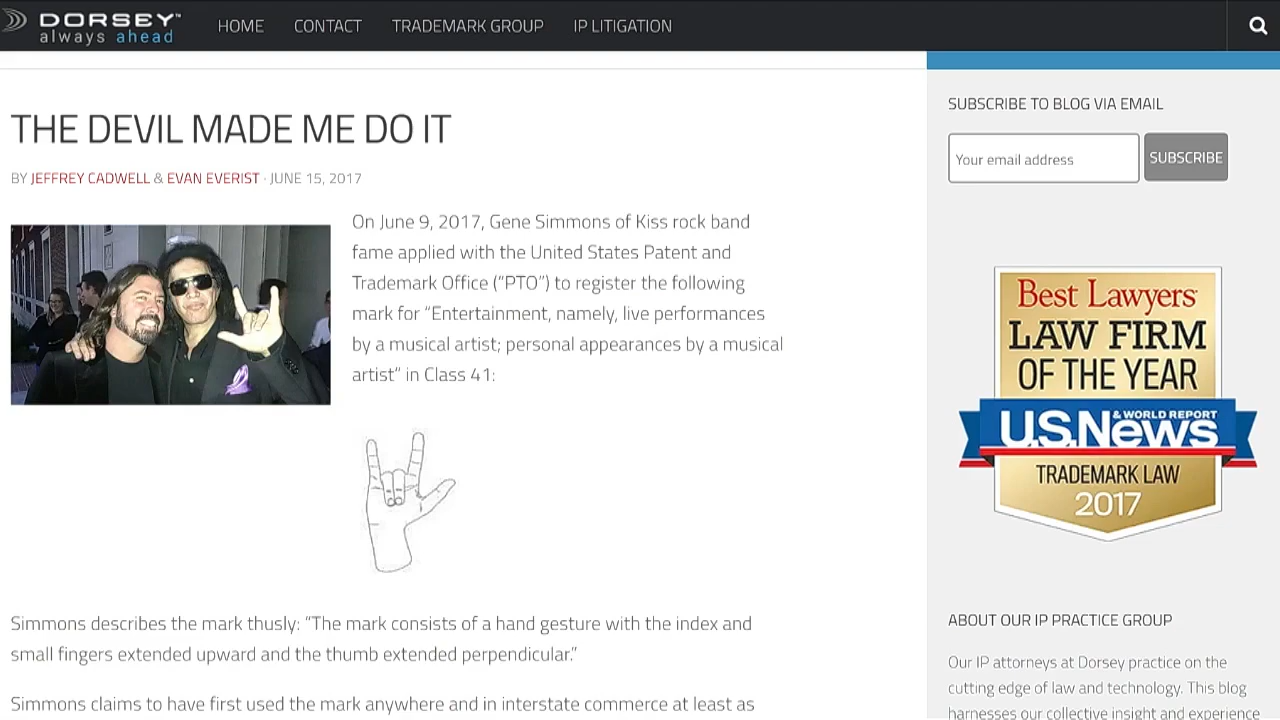 DORSEY™
always ahead
HOME CONTACT TRADEMARK GROUP IP LITIGATION
THE DEVIL MADE ME DO IT
BY JEFFREY CADWELL & EVAN EVERIST · JUNE 15, 2017
On June 9, 2017, Gene Simmons of Kiss rock band
fame applied with the United States Patent and
Trademark Office (“PTO”) to register the following
mark for “Entertainment, namely, live performances
by a musical artist; personal appearances by a musical
artist” in Class 41:
Simmons describes the mark thusly: “The mark consists of a hand gesture with the index and
small fingers extended upward and the thumb extended perpendicular.”
Simmons claims to have first used the mark anywhere and in interstate commerce at least as
SUBSCRIBE TO BLOG VIA EMAIL
Your email address SUBSCRIBE
Best Lawyers
LAW FIRM
OF THE YEAR
U.S.News & WORLD REPORT
TRADEMARK LAW
2017
ABOUT OUR IP PRACTICE GROUP
Our IP attorneys at Dorsey practice on the
cutting edge of law and technology. This blog
harnesses our collective insight and experience